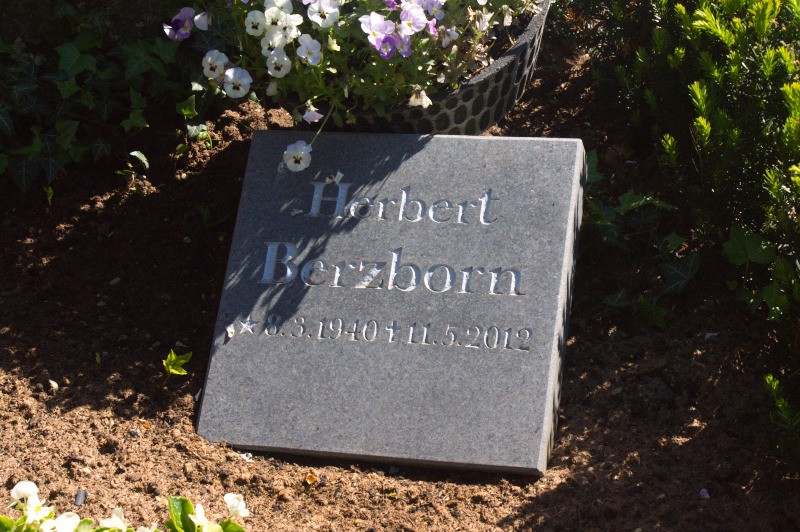 Herbert
Berzborn
★ 8.3.1940 ✝ 11.5.2012